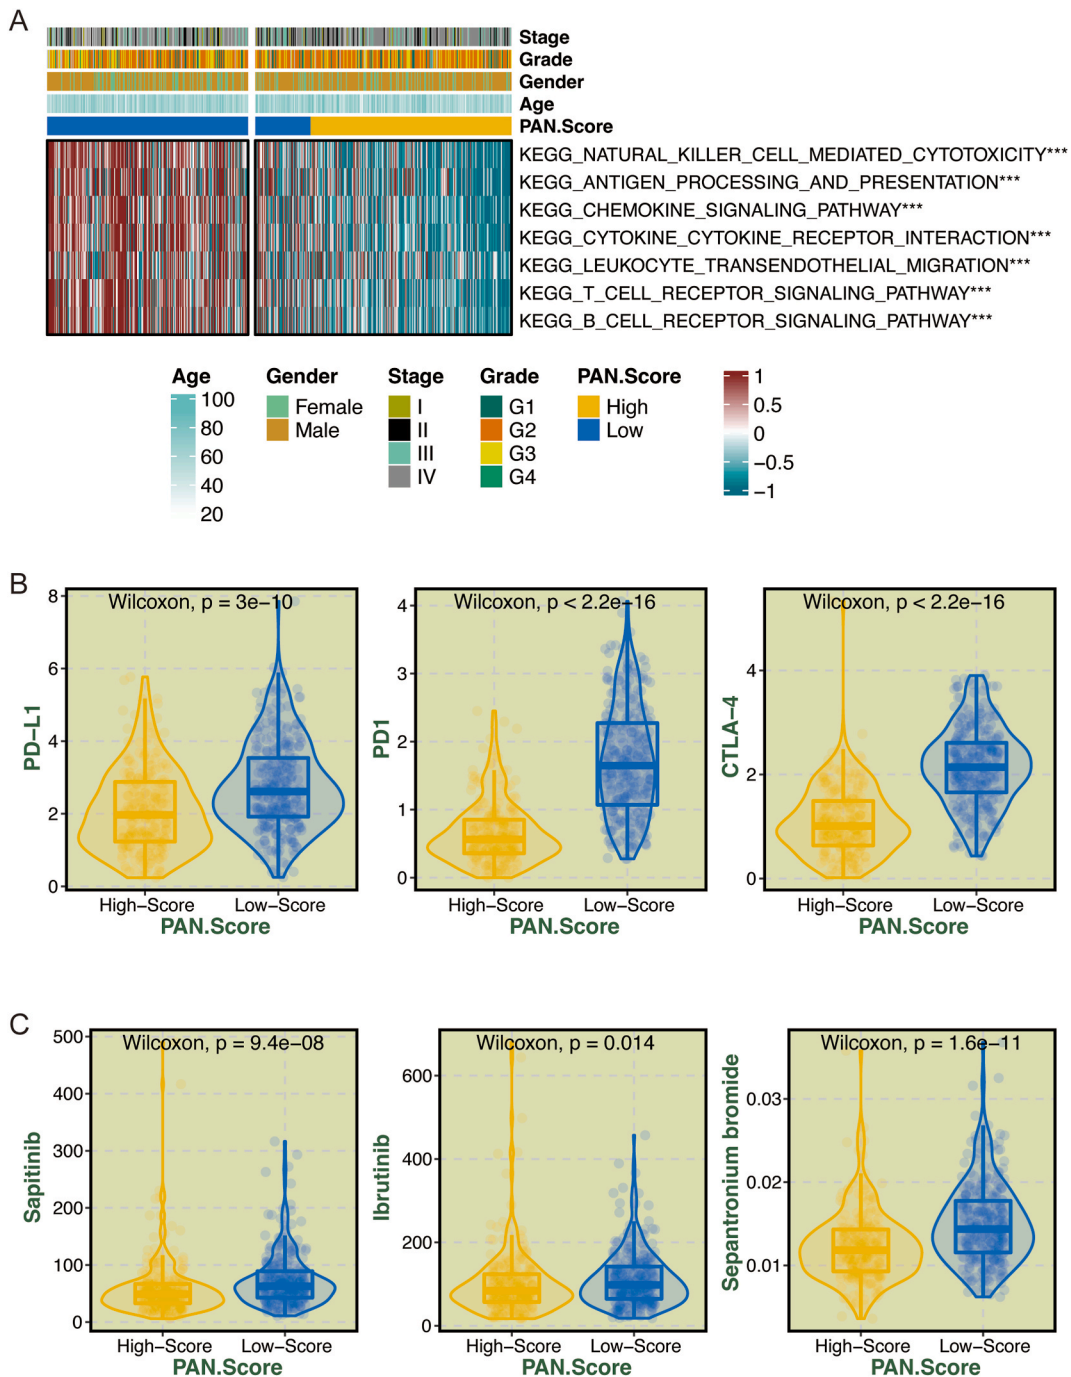 A
Stage
Grade
Gender
Age
PAN.Score
KEGG_NATURAL_KILLER_CELL_MEDIATED_CYTOTOXICITY***
KEGG_ANTIGEN_PROCESSING_AND_PRESENTATION***
KEGG_CHEMOKINE_SIGNALING_PATHWAY***
KEGG_CYTOKINE_CYTOKINE_RECEPTOR_INTERACTION***
KEGG_LEUKOCYTE_TRANSENDOTHELIAL_MIGRATION***
KEGG_T_CELL_RECEPTOR_SIGNALING_PATHWAY***
KEGG_B_CELL_RECEPTOR_SIGNALING_PATHWAY***
Age
100
80
60
40
20
Gender
Female
Male
Stage
I
II
III
IV
Grade
G1
G2
G3
G4
PAN.Score
High
Low
1
0.5
0
−0.5
−1
B
PD−L1
8
6
4
2
0
Wilcoxon, p = 3e−10
High−Score Low−Score
PAN.Score
PD1
4
3
2
1
0
Wilcoxon, p < 2.2e−16
High−Score Low−Score
PAN.Score
CTLA−4
4
2
0
Wilcoxon, p < 2.2e−16
High−Score Low−Score
PAN.Score
C
Sapitinib
500
400
300
200
100
0
Wilcoxon, p = 9.4e−08
High−Score Low−Score
PAN.Score
Ibrutinib
600
400
200
0
Wilcoxon, p = 0.014
High−Score Low−Score
PAN.Score
Sepantronium bromide
0.03
0.02
0.01
Wilcoxon, p = 1.6e−11
High−Score Low−Score
PAN.Score